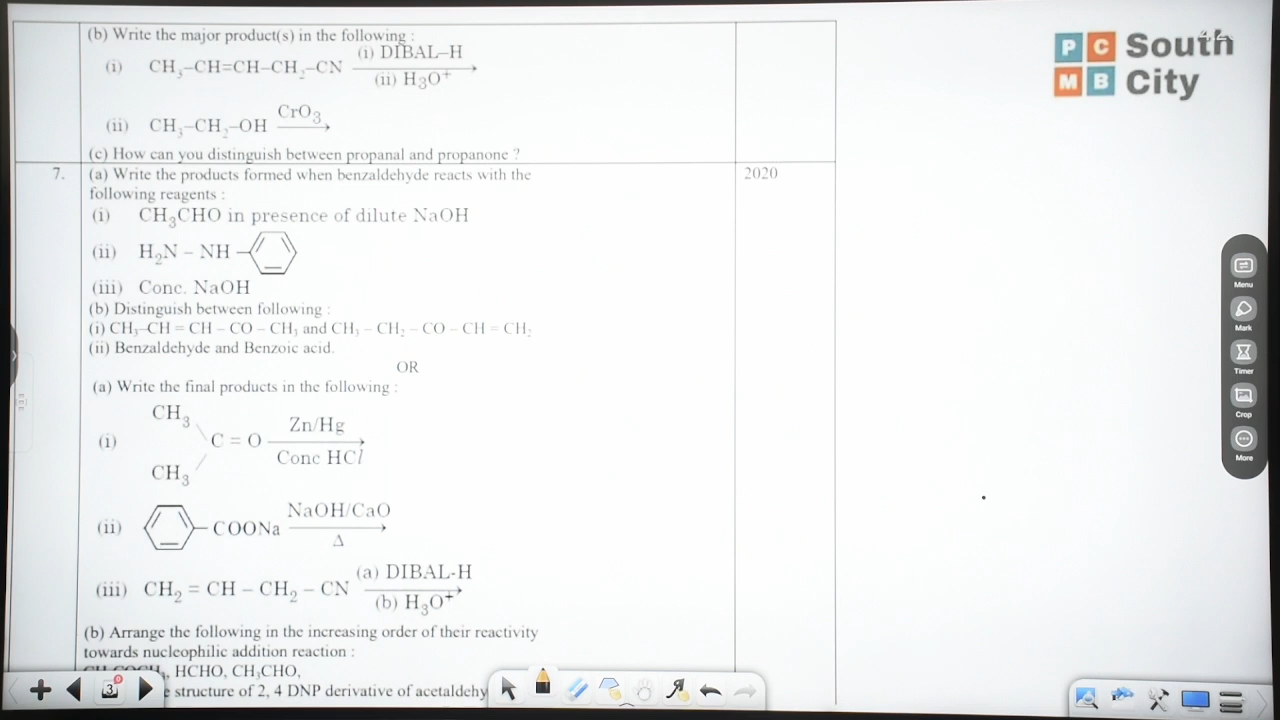 (b) Write the major product(s) in the following :
(i) CH₃–CH=CH–CH₂–CN (i) DIBAL–H (ii) H₃O⁺
(ii) CH₃–CH₂–OH CrO₃
(c) How can you distinguish between propanal and propanone ?
7. (a) Write the products formed when benzaldehyde reacts with the 2020
following reagents :
(i) CH₃CHO in presence of dilute NaOH
(ii) H₂N – NH –
(iii) Conc. NaOH
(b) Distinguish between following :
(i) CH₃–CH = CH – CO – CH₃ and CH₃ – CH₂ – CO – CH = CH₂
(ii) Benzaldehyde and Benzoic acid.
OR
(a) Write the final products in the following :
(i) CH₃ CH₃ C = O Zn/Hg Conc HCl
(ii) – COONa NaOH/CaO Δ
(iii) CH₂ = CH – CH₂ – CN (a) DIBAL-H (b) H₃O⁺
(b) Arrange the following in the increasing order of their reactivity
towards nucleophilic addition reaction :
HCHO, CH₃CHO,
structure of 2, 4 DNP derivative of acetaldehy
P C M B South City
Menu
Mark
Timer
Crop
More
3